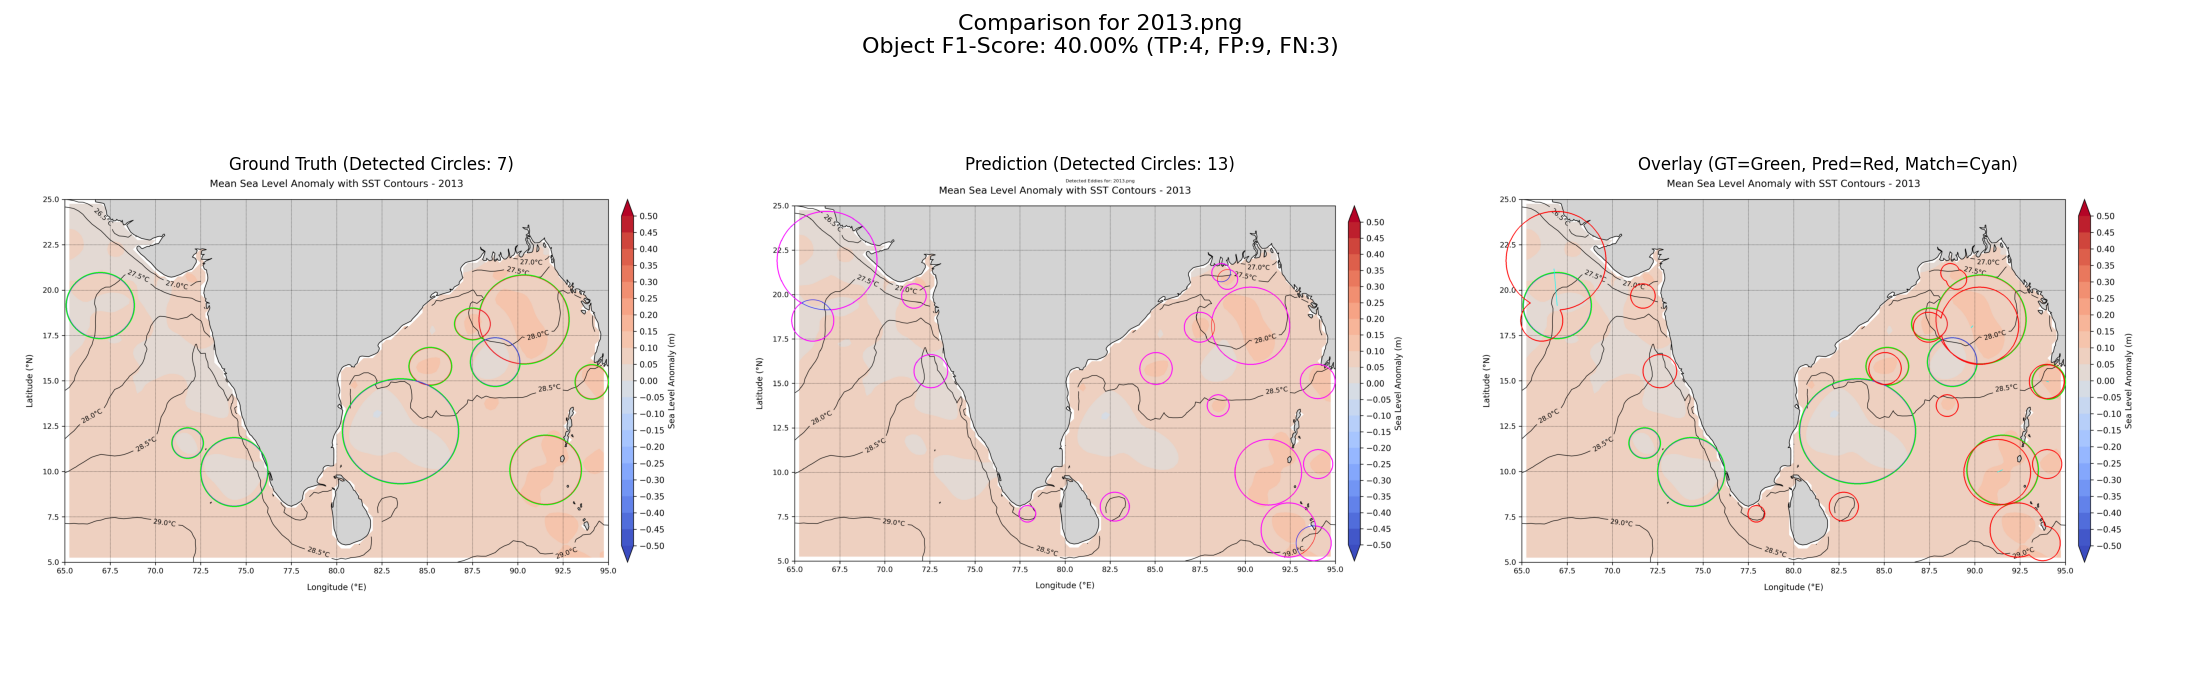 Comparison for 2013.png
Object F1-Score: 40.00% (TP:4, FP:9, FN:3)
Ground Truth (Detected Circles: 7)
Mean Sea Level Anomaly with SST Contours - 2013
25.0
22.5
20.0
17.5
15.0
12.5
10.0
7.5
5.0
Latitude (°N)
65.0 67.5 70.0 72.5 75.0 77.5 80.0 82.5 85.0 87.5 90.0 92.5 95.0
Longitude (°E)
26.5°C
27.5°C
27.0°C
27.0°C
27.5°C
28.0°C
28.5°C
28.0°C
28.5°C
29.0°C
28.5°C
29.0°C
0.50
0.45
0.40
0.35
0.30
0.25
0.20
0.15
0.10
0.05
0.00
−0.05
−0.10
−0.15
−0.20
−0.25
−0.30
−0.35
−0.40
−0.45
−0.50
Sea Level Anomaly (m)
Prediction (Detected Circles: 13)
Detected Eddies for: 2013.png
Mean Sea Level Anomaly with SST Contours - 2013
25.0
22.5
20.0
17.5
15.0
12.5
10.0
7.5
5.0
Latitude (°N)
65.0 67.5 70.0 72.5 75.0 77.5 80.0 82.5 85.0 87.5 90.0 92.5 95.0
Longitude (°E)
26.5°C
27.5°C
27.0°C
27.0°C
27.5°C
28.0°C
28.5°C
28.0°C
28.5°C
29.0°C
28.5°C
29.0°C
0.50
0.45
0.40
0.35
0.30
0.25
0.20
0.15
0.10
0.05
0.00
−0.05
−0.10
−0.15
−0.20
−0.25
−0.30
−0.35
−0.40
−0.45
−0.50
Sea Level Anomaly (m)
Overlay (GT=Green, Pred=Red, Match=Cyan)
Mean Sea Level Anomaly with SST Contours - 2013
25.0
22.5
20.0
17.5
15.0
12.5
10.0
7.5
5.0
Latitude (°N)
65.0 67.5 70.0 72.5 75.0 77.5 80.0 82.5 85.0 87.5 90.0 92.5 95.0
Longitude (°E)
26.5°C
27.5°C
27.0°C
27.0°C
27.5°C
28.0°C
28.5°C
28.0°C
28.5°C
29.0°C
28.5°C
29.0°C
0.50
0.45
0.40
0.35
0.30
0.25
0.20
0.15
0.10
0.05
0.00
−0.05
−0.10
−0.15
−0.20
−0.25
−0.30
−0.35
−0.40
−0.45
−0.50
Sea Level Anomaly (m)